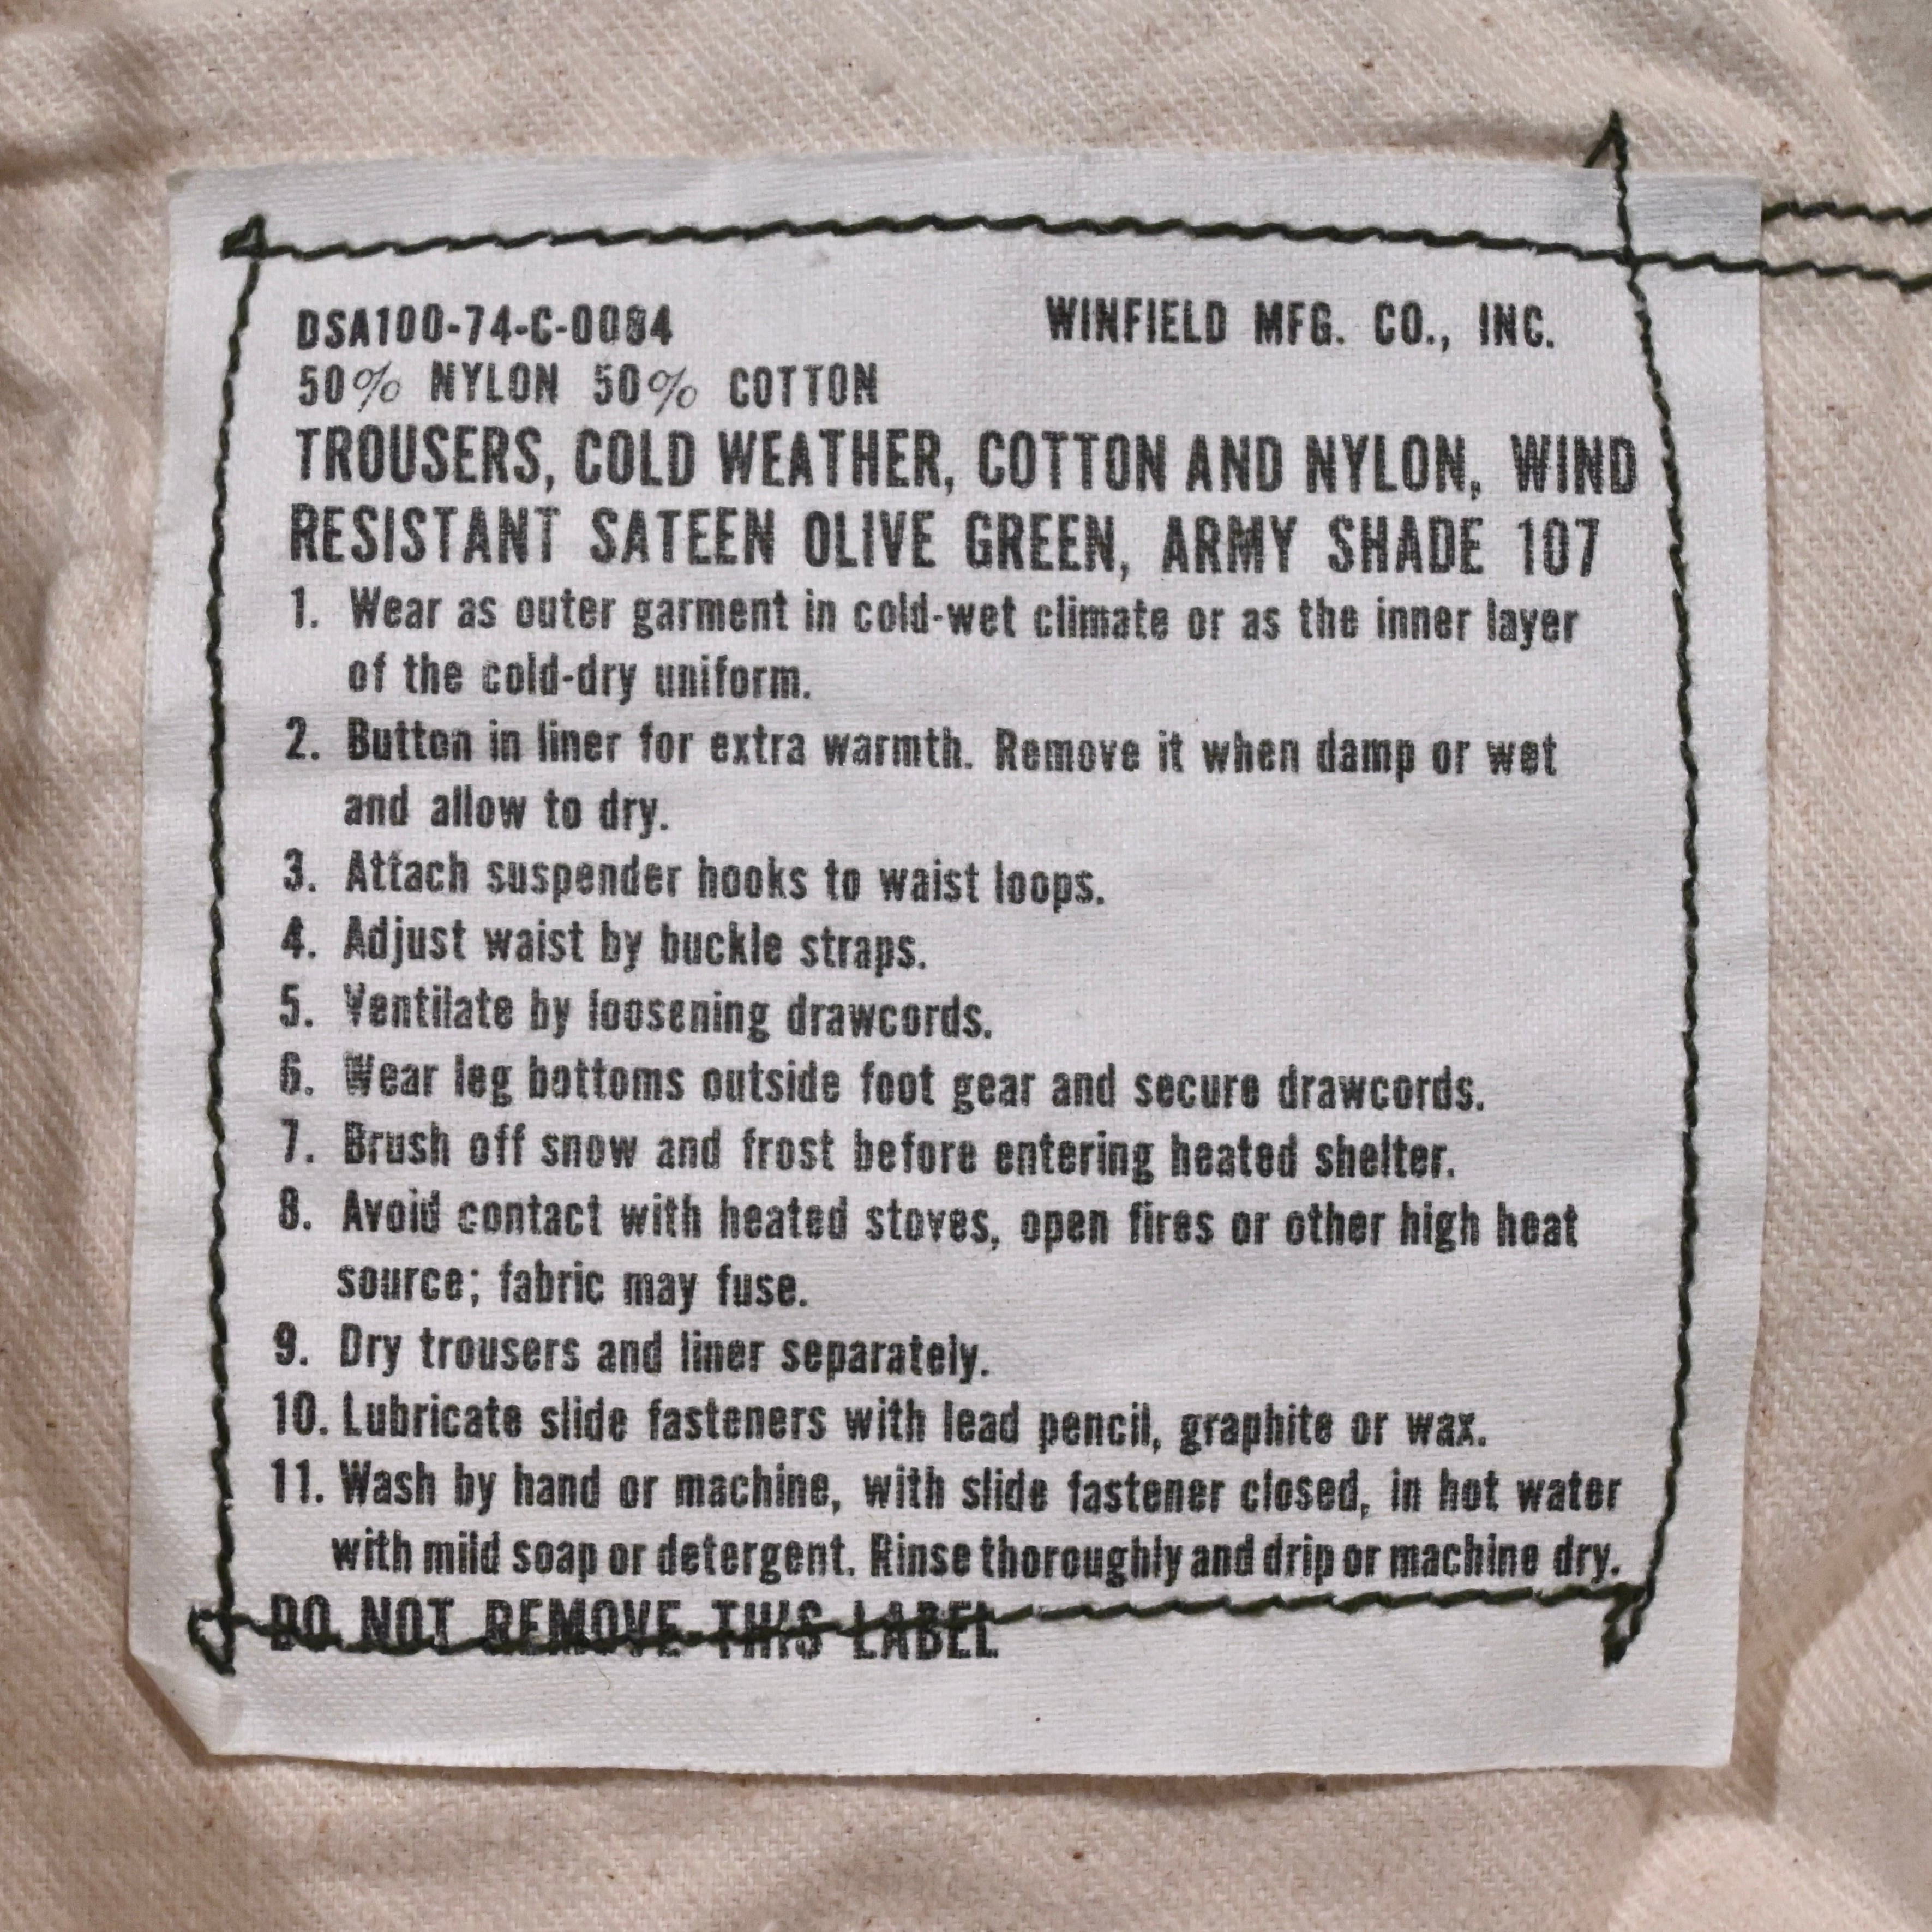 DSA100-74-C-0084 WINFIELD MFG. CO., INC.
50% NYLON 50% COTTON
TROUSERS, COLD WEATHER, COTTON AND NYLON, WIND
RESISTANT SATEEN OLIVE GREEN, ARMY SHADE 107
1. Wear as outer garment in cold-wet climate or as the inner layer
of the cold-dry uniform.
2. Button in liner for extra warmth. Remove it when damp or wet
and allow to dry.
3. Attach suspender hooks to waist loops.
4. Adjust waist by buckle straps.
5. Ventilate by loosening drawcords.
6. Wear leg bottoms outside foot gear and secure drawcords.
7. Brush off snow and frost before entering heated shelter.
8. Avoid contact with heated stoves, open fires or other high heat
source; fabric may fuse.
9. Dry trousers and liner separately.
10. Lubricate slide fasteners with lead pencil, graphite or wax.
11. Wash by hand or machine, with slide fastener closed, in hot water
with mild soap or detergent. Rinse thoroughly and drip or machine dry.
DO NOT REMOVE THIS LABEL